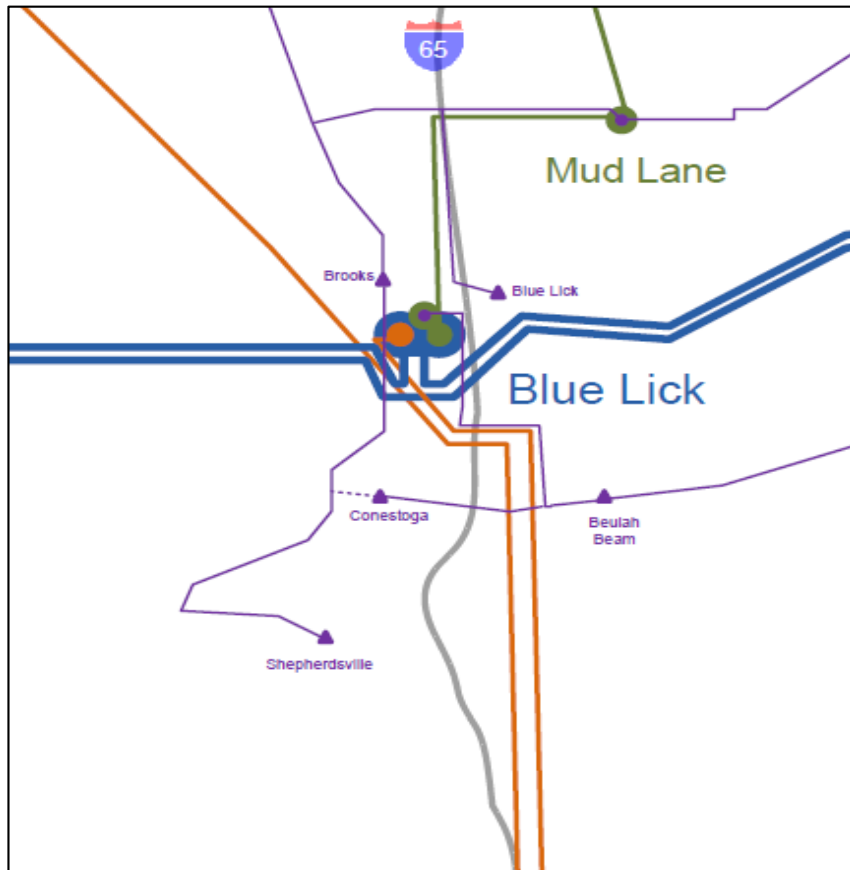 65
Mud Lane
Brooks
Blue Lick
Blue Lick
Conestoga
Beulah
Beam
Shepherdsville